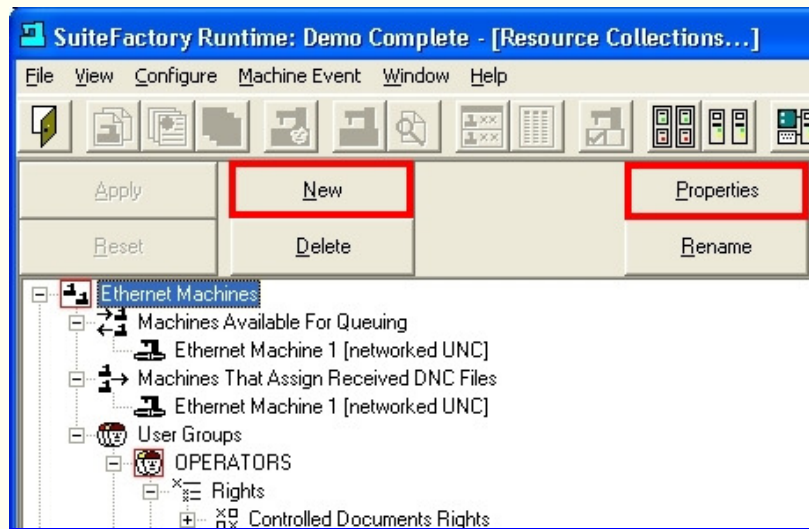 SuiteFactory Runtime: Demo Complete - [Resource Collections...]
File View Configure Machine Event Window Help
Apply New Properties
Reset Delete Rename
Ethernet Machines
Machines Available For Queuing
Ethernet Machine 1 [networked UNC]
Machines That Assign Received DNC Files
Ethernet Machine 1 [networked UNC]
User Groups
OPERATORS
Rights
Controlled Documents Rights